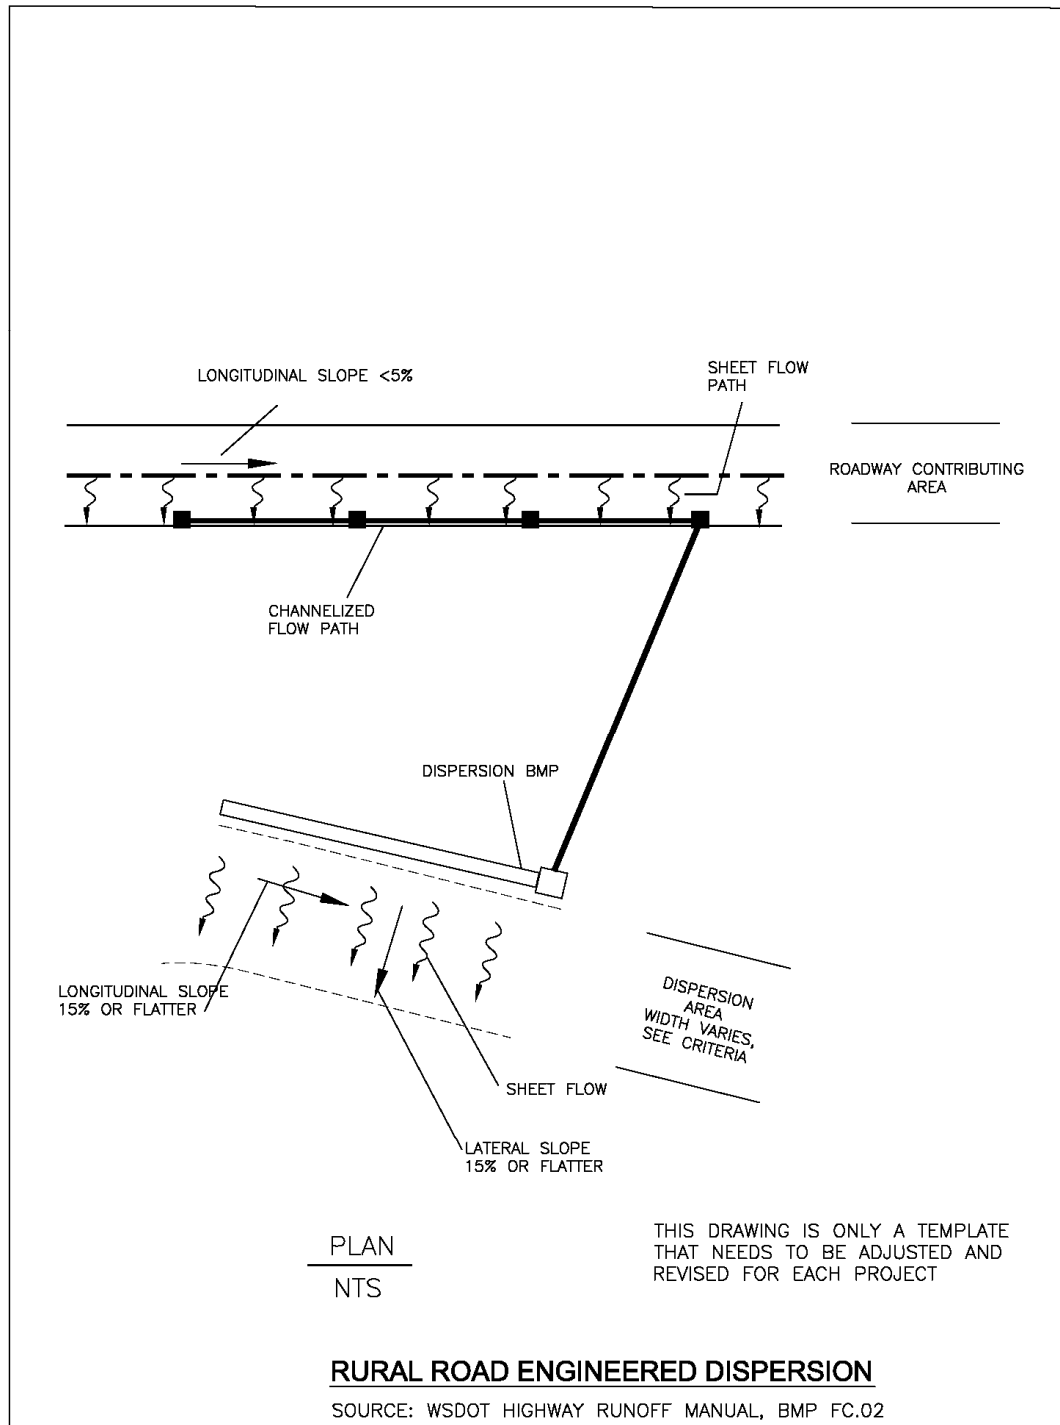 LONGITUDINAL SLOPE <5%
SHEET FLOW
PATH
ROADWAY CONTRIBUTING
AREA
CHANNELIZED
FLOW PATH
DISPERSION BMP
LONGITUDINAL SLOPE
15% OR FLATTER
DISPERSION
AREA
WIDTH VARIES,
SEE CRITERIA
SHEET FLOW
LATERAL SLOPE
15% OR FLATTER
PLAN
NTS
THIS DRAWING IS ONLY A TEMPLATE
THAT NEEDS TO BE ADJUSTED AND
REVISED FOR EACH PROJECT
RURAL ROAD ENGINEERED DISPERSION
SOURCE: WSDOT HIGHWAY RUNOFF MANUAL, BMP FC.02